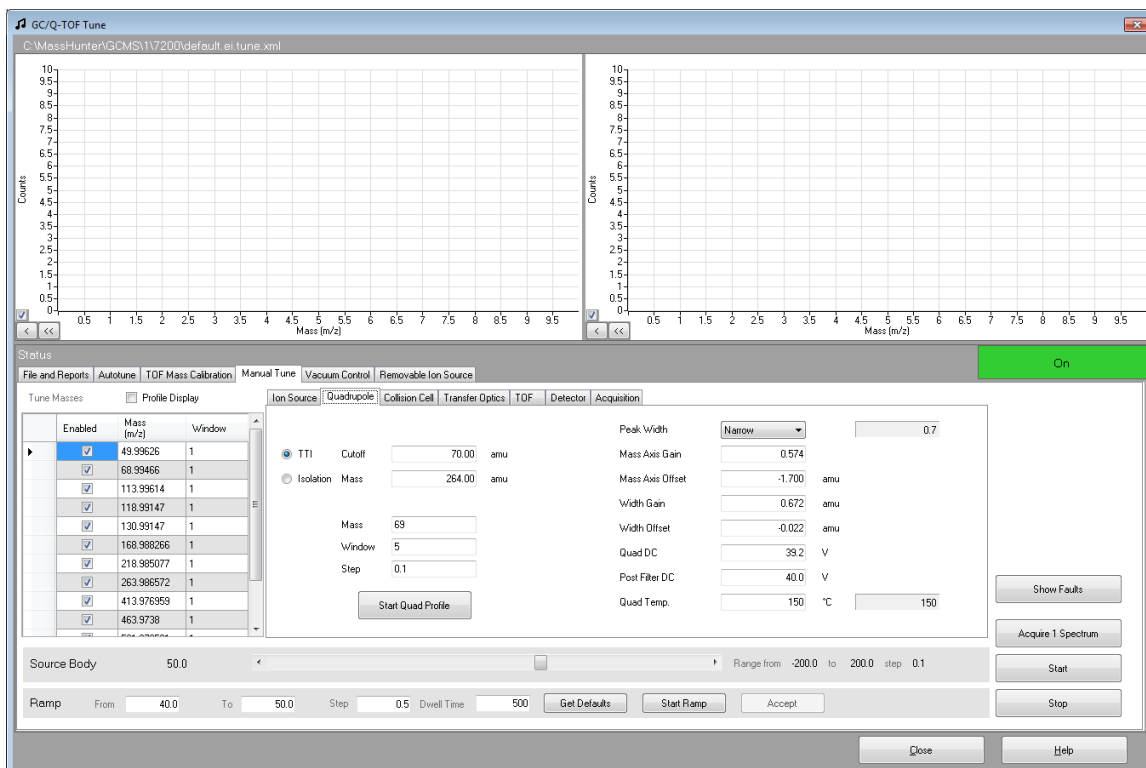 GC/Q-TOF Tune
C:\MassHunter\GCMS\1\7200\default.ei.tune.xml
10
9.5
9
8.5
8
7.5
7
6.5
6
5.5
5
4.5
4
3.5
3
2.5
2
1.5
1
0.5
0
Counts
0.5 1 1.5 2 2.5 3 3.5 4 4.5 5 5.5 6 6.5 7 7.5 8 8.5 9 9.5
Mass (m/z)
< <<
10
9.5
9
8.5
8
7.5
7
6.5
6
5.5
5
4.5
4
3.5
3
2.5
2
1.5
1
0.5
0
Counts
0.5 1 1.5 2 2.5 3 3.5 4 4.5 5 5.5 6 6.5 7 7.5 8 8.5 9 9.5
Mass (m/z)
< <<
Status
On
File and Reports Autotune TOF Mass Calibration Manual Tune Vacuum Control Removable Ion Source
Tune Masses Profile Display
Enabled Mass (m/z) Window
49.99626 1
68.99466 1
113.99614 1
118.99147 1
130.99147 1
168.988266 1
218.985077 1
263.986572 1
413.976959 1
463.9738 1
Ion Source Quadrupole Collision Cell Transfer Optics TOF Detector Acquisition
TTI Cutoff 70.00 amu
Isolation Mass 264.00 amu
Mass 69
Window 5
Step 0.1
Start Quad Profile
Peak Width Narrow 0.7
Mass Axis Gain 0.574
Mass Axis Offset -1.700 amu
Width Gain 0.672 amu
Width Offset -0.022 amu
Quad DC 39.2 V
Post Filter DC 40.0 V
Quad Temp. 150 °C 150
Show Faults
Acquire 1 Spectrum
Start
Stop
Source Body 50.0 Range from -200.0 to 200.0 step 0.1
Ramp From 40.0 To 50.0 Step 0.5 Dwell Time 500 Get Defaults Start Ramp Accept
Close Help